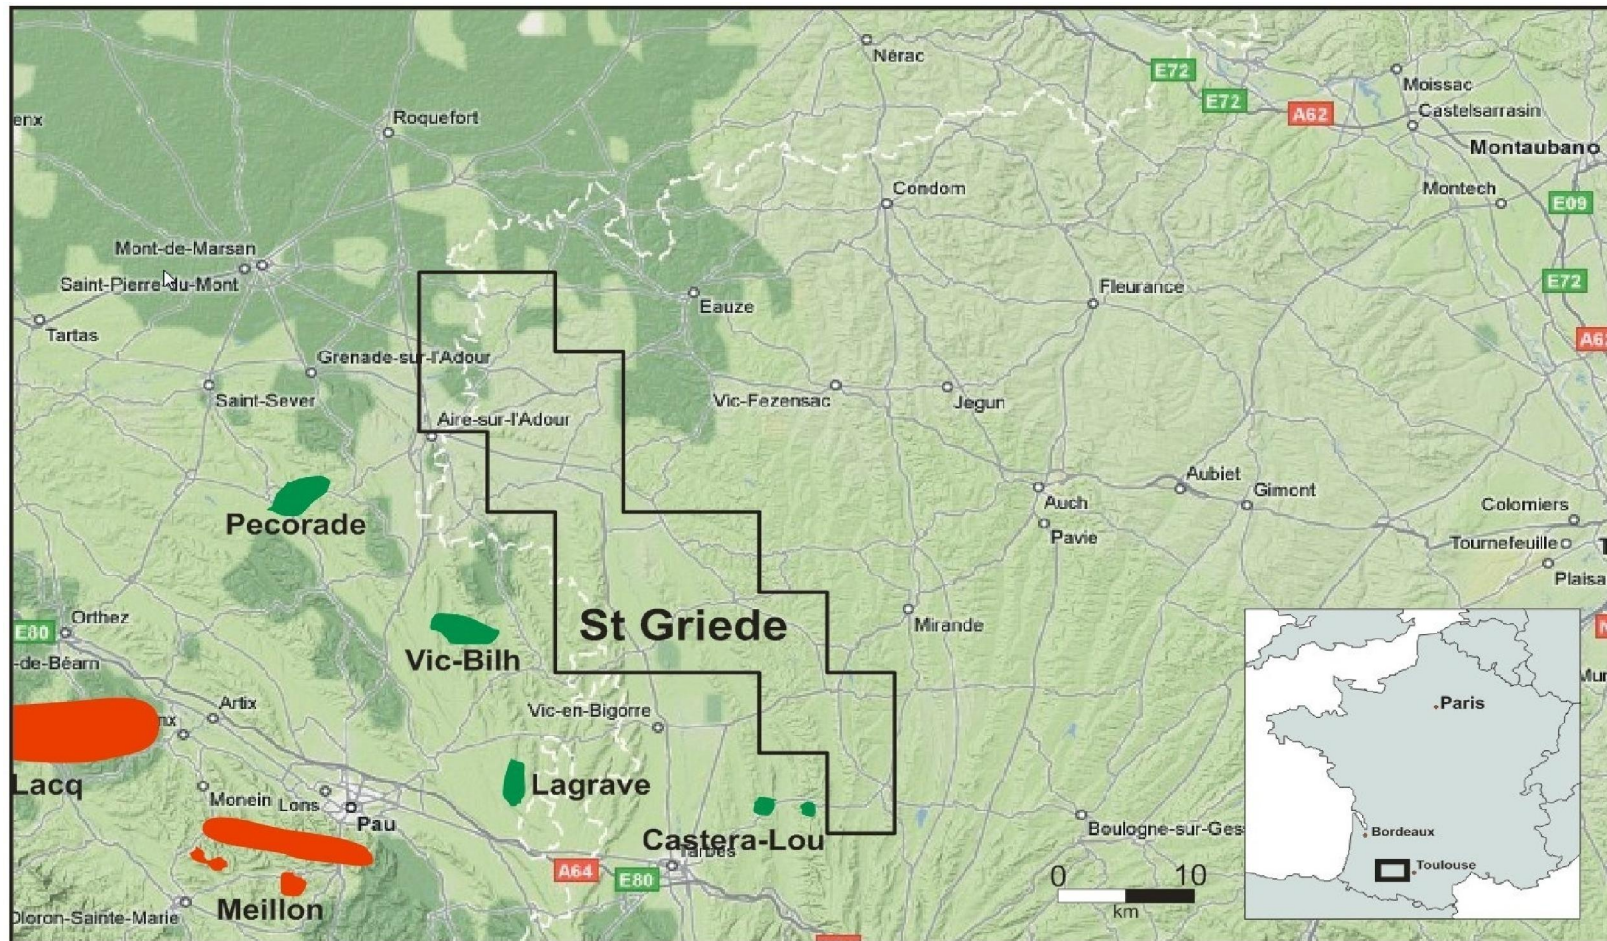 Nérac
E72
Moissac
E72
A62
Castelsarrasin
enx
Roquefort
Montauban
Condom
Montech
E09
Mont-de-Marsan
Saint-Pierre-du-Mont
E72
Fleurance
Eauze
Tartas
Grenade-sur-l'Adour
A62
Saint-Sever
Vic-Fezensac
Jegun
Aire-sur-l'Adour
Aubiet
Gimont
Auch
Colomiers
Pecorade
Pavie
Tournefeuille
T
Plaisa
Orthez
E80
St Griede
Mirande
N
-de-Béarn
Vic-Bilh
Mur
Artix
nx
Vic-en-Bigorre
Paris
Lacq
Lagrave
Monein
Lons
Pau
Castera-Lou
Boulogne-sur-Ges
Bordeaux
Tarbes
A64
E80
Toulouse
0 10
km
Meillon
Oloron-Sainte-Marie